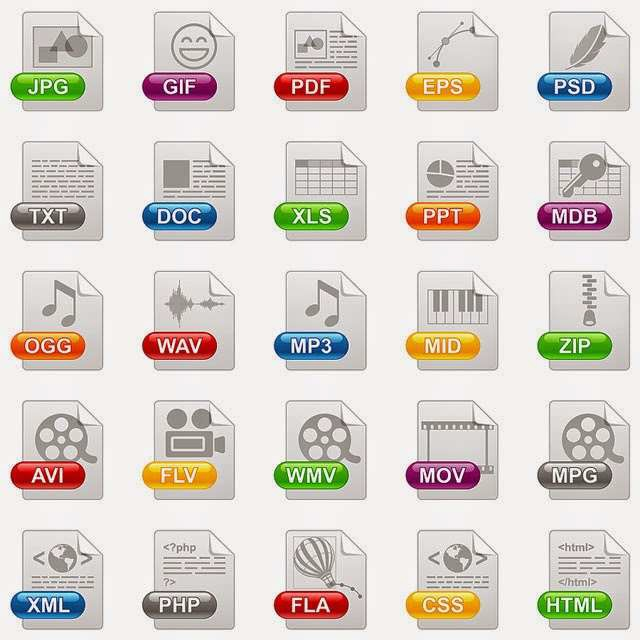 JPG
GIF
PDF
EPS
PSD
TXT
DOC
XLS
PPT
MDB
OGG
WAV
MP3
MID
ZIP
AVI
FLV
WMV
MOV
MPG
< >
XML
<?php
?>
PHP
FLA
< >
CSS
<html>
</html>
HTML